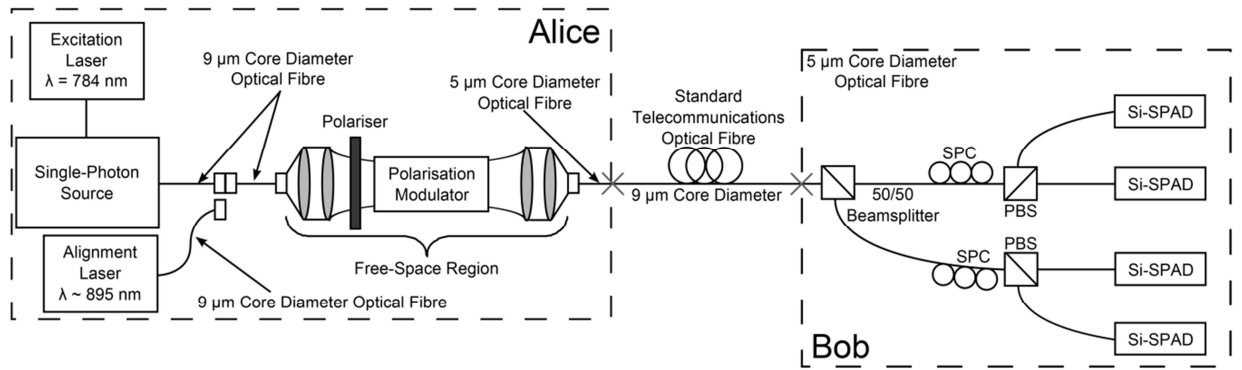 Alice
Excitation
Laser
λ = 784 nm
9 µm Core Diameter
Optical Fibre
Single-Photon
Source
Alignment
Laser
λ ~ 895 nm
9 µm Core Diameter Optical Fibre
Polariser
Polarisation
Modulator
Free-Space Region
5 µm Core Diameter
Optical Fibre
Standard
Telecommunications
Optical Fibre
9 µm Core Diameter
5 µm Core Diameter
Optical Fibre
50/50
Beamsplitter
SPC
PBS
Si-SPAD
Si-SPAD
SPC
PBS
Si-SPAD
Si-SPAD
Bob